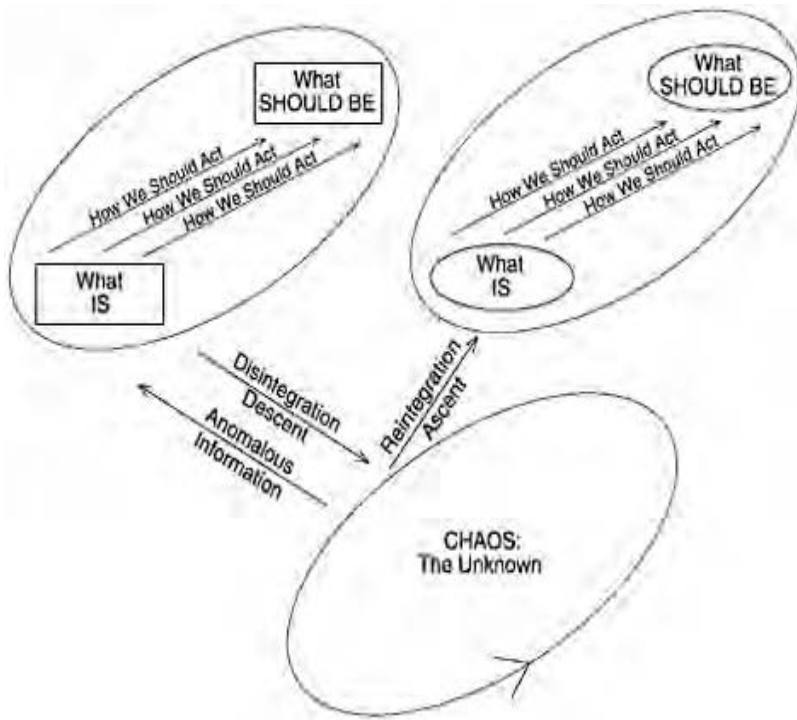 What
SHOULD BE
How We Should Act
How We Should Act
How We Should Act
What
IS
What
SHOULD BE
How We Should Act
How We Should Act
How We Should Act
What
IS
Disintegration
Descent
Anomalous
Information
Reintegration
Ascent
CHAOS:
The Unknown